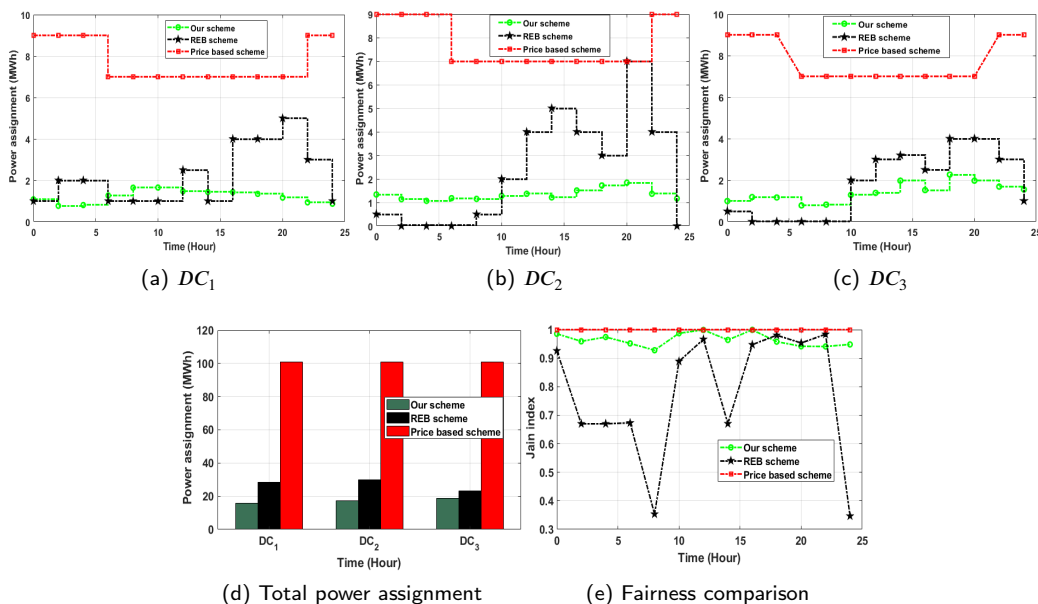 Power assignment (MWh)
10
8
6
4
2
0
Our scheme
REB scheme
Price based scheme
0 5 10 15 20 25
Time (Hour)
(a) DC1
Power assignment (MWh)
9
8
7
6
5
4
3
2
1
0
Our scheme
REB scheme
Price based scheme
0 5 10 15 20 25
Time (Hour)
(b) DC2
Power assignment (MWh)
10
8
6
4
2
0
Our scheme
REB scheme
Price based scheme
0 5 10 15 20 25
Time (Hour)
(c) DC3
Power assignment (MWh)
120
100
80
60
40
20
0
Our scheme
REB scheme
Price based scheme
DC1 DC2 DC3
Time (Hour)
(d) Total power assignment
Jain index
1
0.9
0.8
0.7
0.6
0.5
0.4
0.3
Our scheme
REB scheme
Price based scheme
0 5 10 15 20 25
Time (Hour)
(e) Fairness comparison